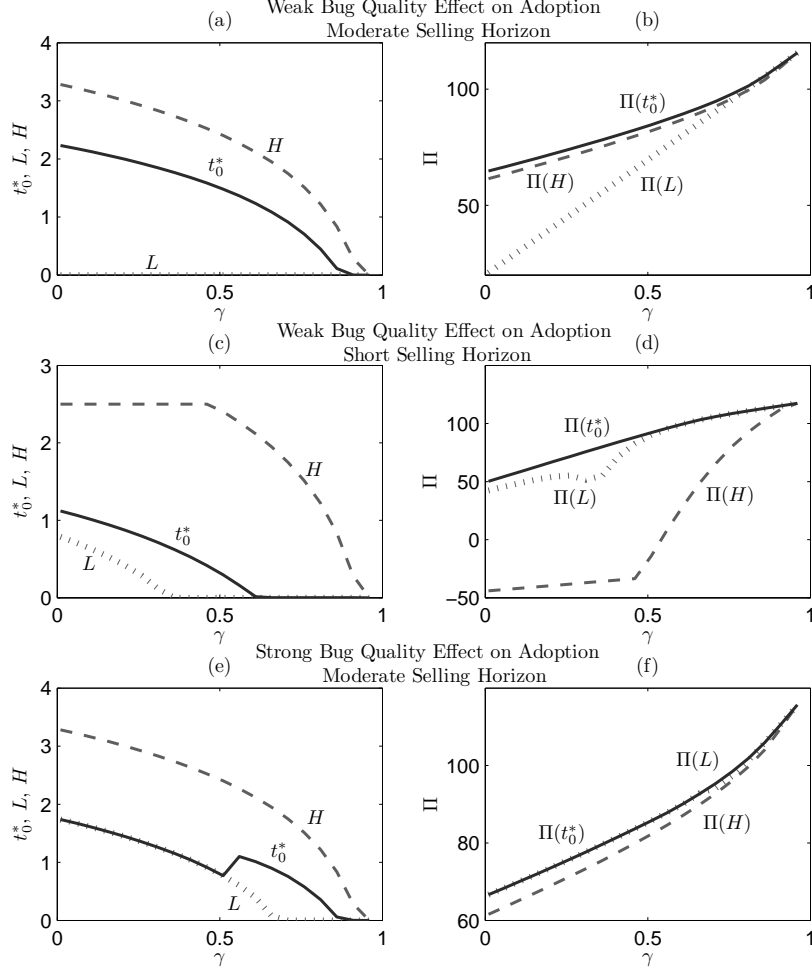 Weak Bug Quality Effect on Adoption
(a) (b)
Moderate Selling Horizon
4
3
2
1
0
t₀*, L, H
H
t₀*
L
0 0.5 1
γ
100
50
Π
Π(t₀*)
Π(H)
Π(L)
0 0.5 1
γ
Weak Bug Quality Effect on Adoption
(c) (d)
Short Selling Horizon
3
2
1
0
t₀*, L, H
H
t₀*
L
0 0.5 1
γ
100
50
0
−50
Π
Π(t₀*)
Π(L)
Π(H)
0 0.5 1
γ
Strong Bug Quality Effect on Adoption
(e) (f)
Moderate Selling Horizon
4
3
2
1
0
t₀*, L, H
H
t₀*
L
0 0.5 1
γ
100
80
60
Π
Π(L)
Π(t₀*)
Π(H)
0 0.5 1
γ